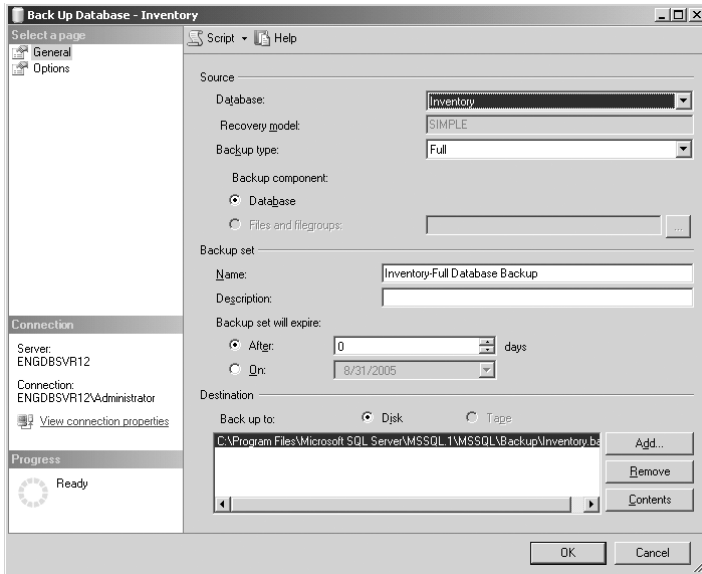 Back Up Database - Inventory
Select a page
General
Options
Script
Help
Source
Database:
Inventory
Recovery model:
SIMPLE
Backup type:
Full
Backup component:
Database
Files and filegroups:
...
Backup set
Name:
Inventory-Full Database Backup
Description:
Backup set will expire:
After:
0
days
On:
8/31/2005
Destination
Back up to:
Disk
Tape
C:\Program Files\Microsoft SQL Server\MSSQL.1\MSSQL\Backup\Inventory.ba
Add...
Remove
Contents
Connection
Server:
ENGDBSVR12
Connection:
ENGDBSVR12\Administrator
View connection properties
Progress
Ready
OK
Cancel